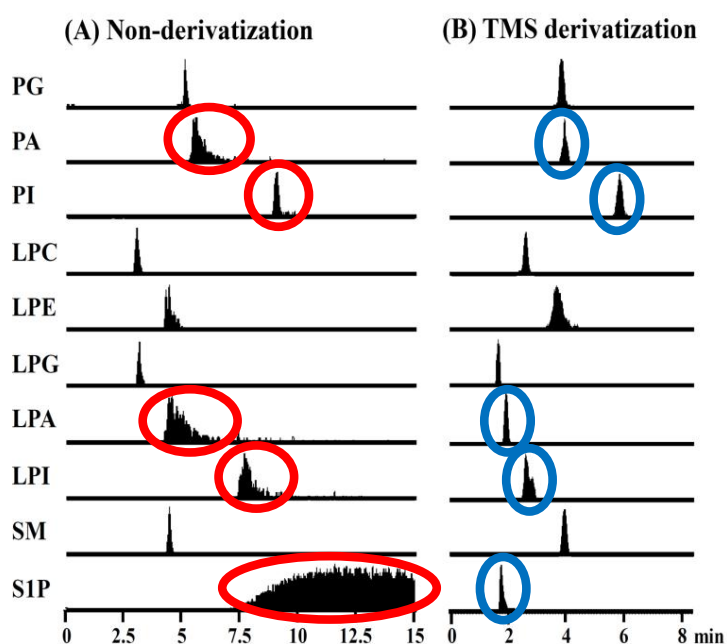 (A) Non-derivatization (B) TMS derivatization
PG
PA
PI
LPC
LPE
LPG
LPA
LPI
SM
S1P
0 2.5 5 7.5 10 12.5 15 0 2 4 6 8 min